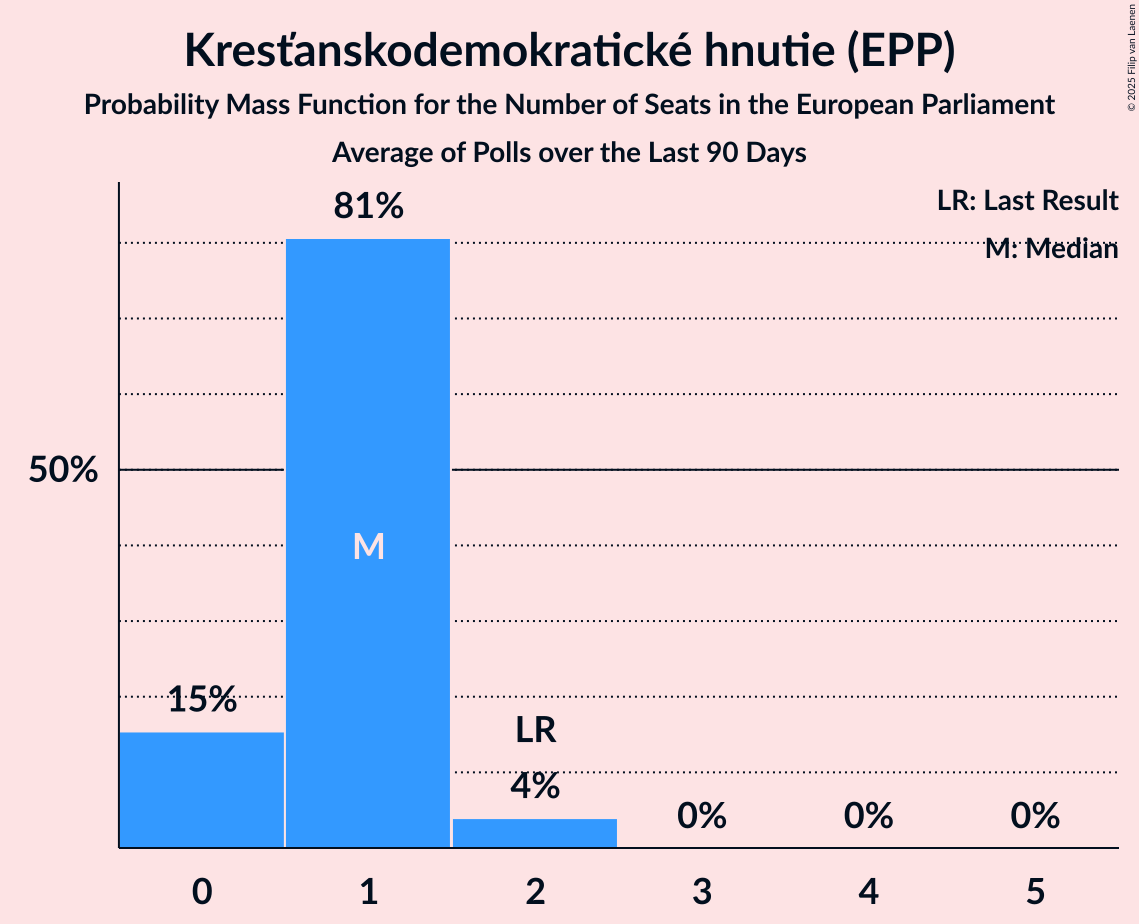 Kresťanskodemokratické hnutie (EPP)
Probability Mass Function for the Number of Seats in the European Parliament
Average of Polls over the Last 90 Days
© 2025 Filip van Laenen
LR: Last Result
M: Median
81%
50%
M
15%
LR
4%
0%
0%
0%
0
1
2
3
4
5